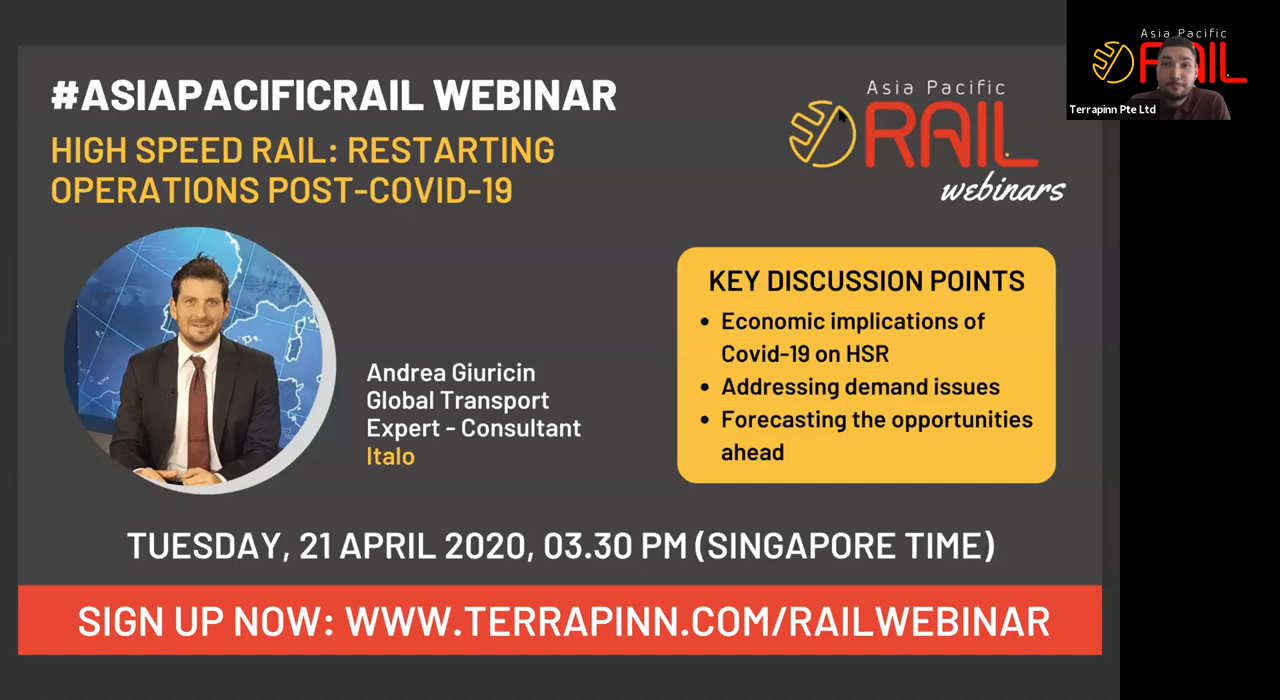 #ASIAPACIFICRAIL WEBINAR
HIGH SPEED RAIL: RESTARTING
OPERATIONS POST-COVID-19
Asia Pacific
RAIL
webinars
Asia Pacific
RAIL
Terrapinn Pte Ltd
Andrea Giuricin
Global Transport
Expert - Consultant
Italo
KEY DISCUSSION POINTS
• Economic implications of
Covid-19 on HSR
• Addressing demand issues
• Forecasting the opportunities
ahead
TUESDAY, 21 APRIL 2020, 03.30 PM (SINGAPORE TIME)
SIGN UP NOW: WWW.TERRAPINN.COM/RAILWEBINAR